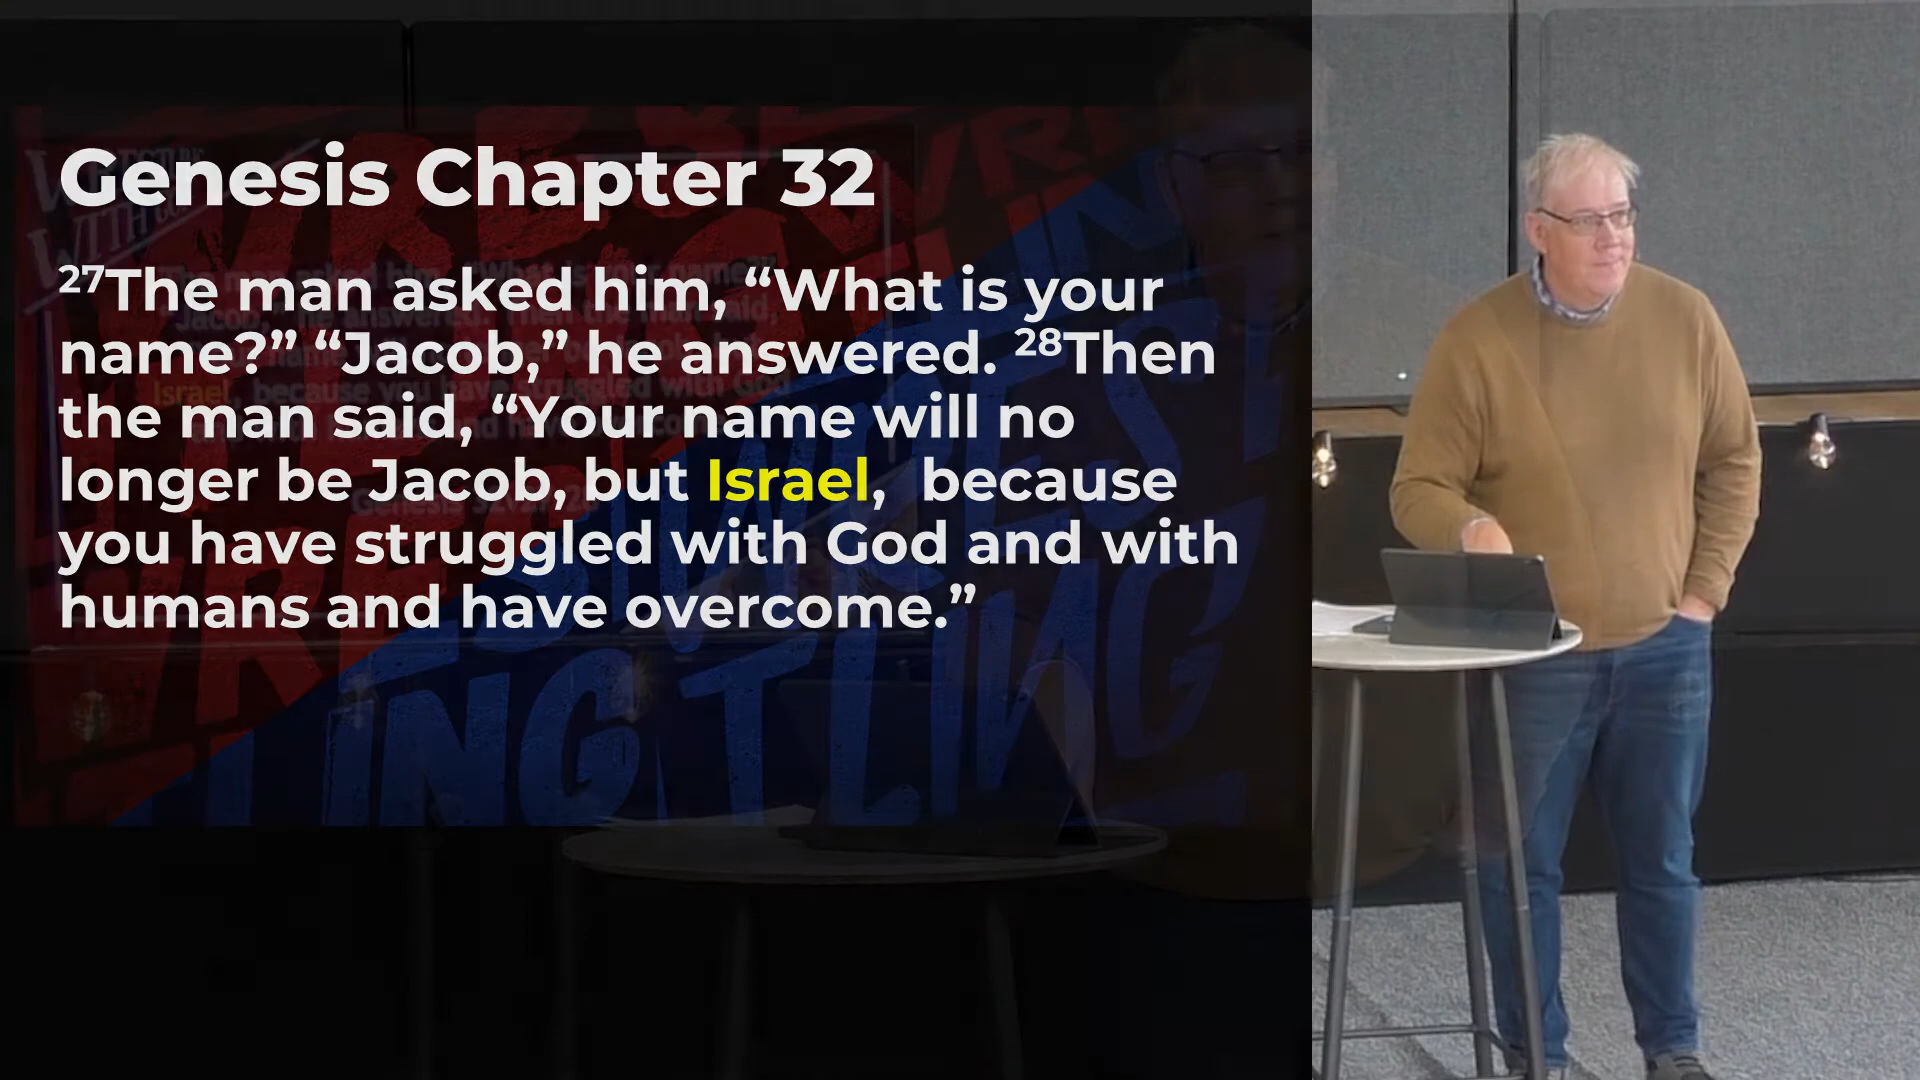 Genesis Chapter 32
²⁷The man asked him, “What is your
name?” “Jacob,” he answered. ²⁸Then
the man said, “Your name will no
longer be Jacob, but Israel, because
you have struggled with God and with
humans and have overcome.”